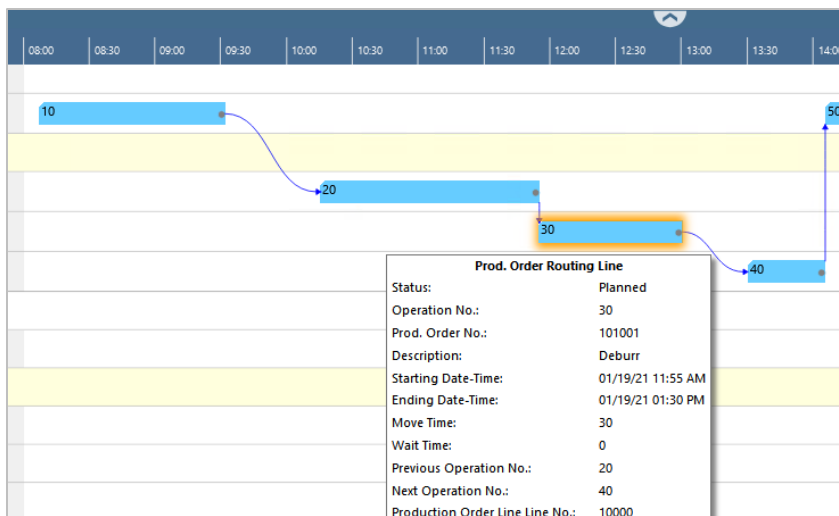 08:00 08:30 09:00 09:30 10:00 10:30 11:00 11:30 12:00 12:30 13:00 13:30
10 50
20
30
40
Prod. Order Routing Line
Status: Planned
Operation No.: 30
Prod. Order No.: 101001
Description: Deburr
Starting Date-Time: 01/19/21 11:55 AM
Ending Date-Time: 01/19/21 01:30 PM
Move Time: 30
Wait Time: 0
Previous Operation No.: 20
Next Operation No.: 40
Production Order Line Line No.: 10000